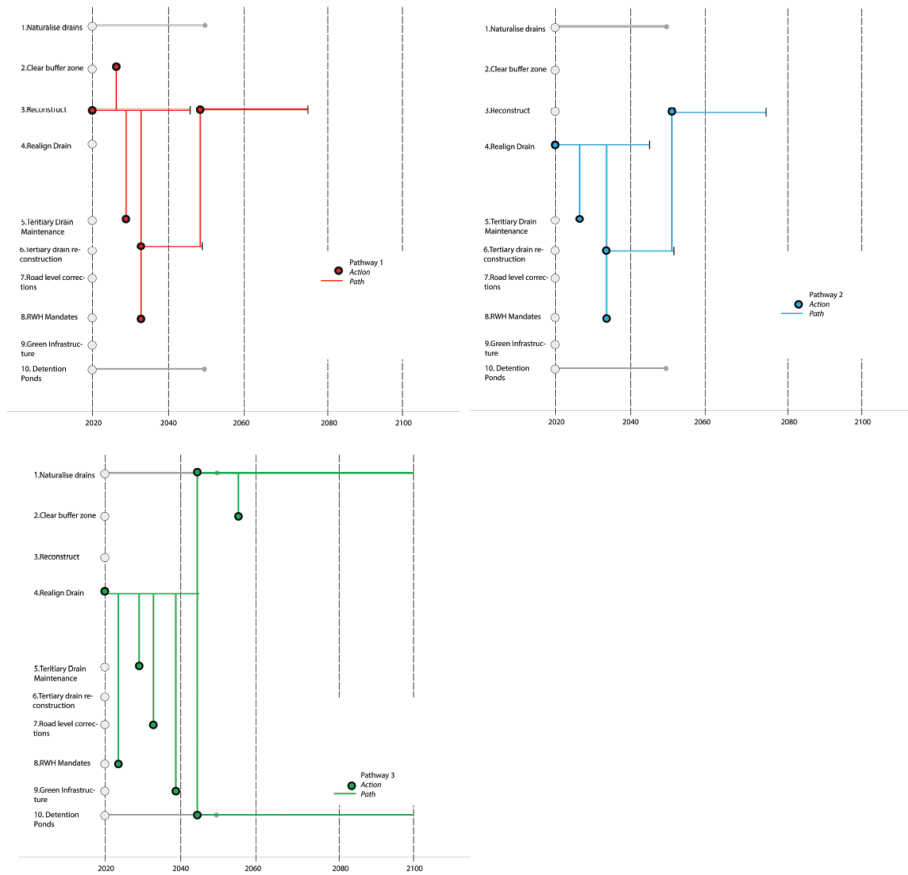 1.Naturalise drains
2.Clear buffer zone
3.Reconstruct
4.Realign Drain
5.Teritiary Drain
Maintenance
6.Tertiary drain re-
construction
7.Road level correc-
tions
8.RWH Mandates
9.Green Infrastruc-
ture
10. Detention
Ponds
Pathway 1
Action
Path
2020
2040
2060
2080
2100
1.Naturalise drains
2.Clear buffer zone
3.Reconstruct
4.Realign Drain
5.Teritiary Drain
Maintenance
6.Tertiary drain re-
construction
7.Road level correc-
tions
8.RWH Mandates
9.Green Infrastruc-
ture
10. Detention
Ponds
Pathway 2
Action
Path
2020
2040
2060
2080
2100
1.Naturalise drains
2.Clear buffer zone
3.Reconstruct
4.Realign Drain
5.Teritiary Drain
Maintenance
6.Tertiary drain re-
construction
7.Road level correc-
tions
8.RWH Mandates
9.Green Infrastruc-
ture
10. Detention
Ponds
Pathway 3
Action
Path
2020
2040
2060
2080
2100